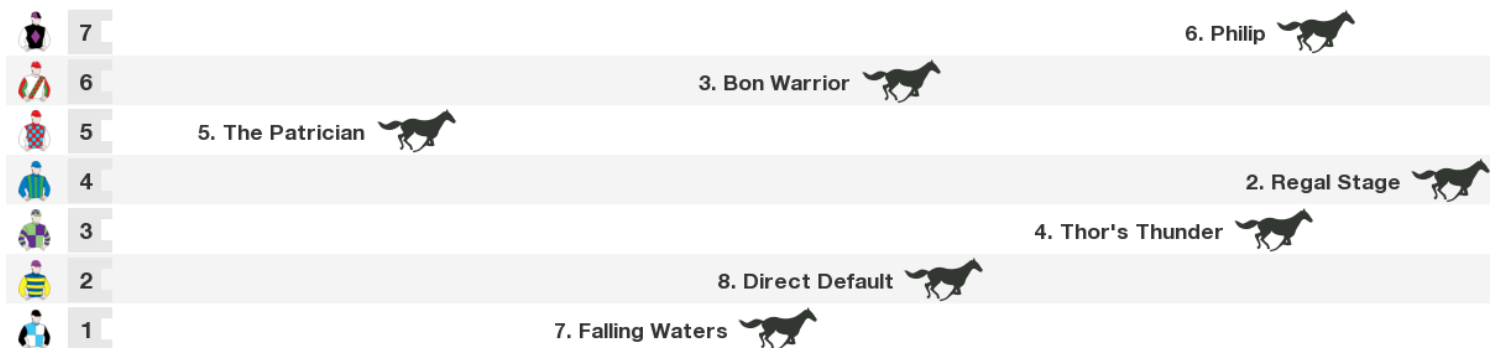 7 6. Philip
6 3. Bon Warrior
5 5. The Patrician
4 2. Regal Stage
3 4. Thor's Thunder
2 8. Direct Default
1 7. Falling Waters